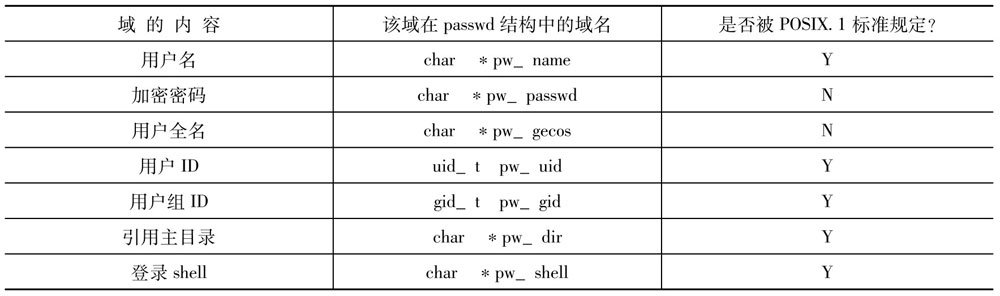 域 的 内 容 该域在 passwd 结构中的域名 是否被 POSIX. 1 标准规定？
用户名 char *pw_ name Y
加密密码 char *pw_ passwd N
用户全名 char *pw_ gecos N
用户 ID uid_ t pw_ uid Y
用户组 ID gid_ t pw_ gid Y
引用主目录 char *pw_ dir Y
登录 shell char *pw_ shell Y